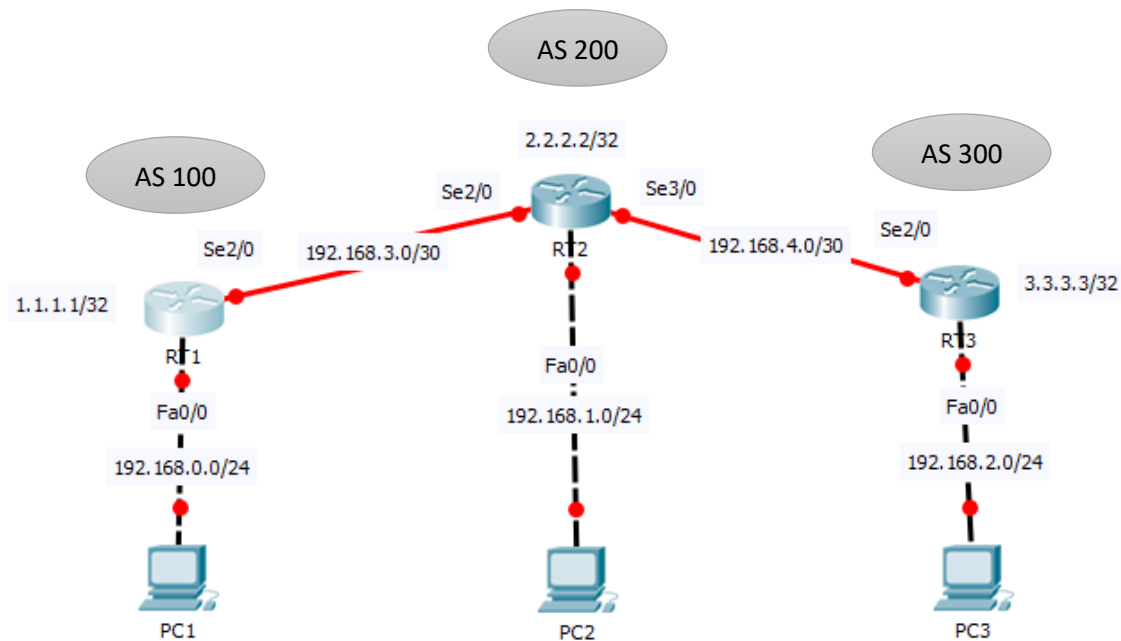 AS 200
AS 100
AS 300
2.2.2.2/32
Se2/0
Se3/0
RT2
Se2/0
192.168.3.0/30
192.168.4.0/30
Se2/0
1.1.1.1/32
RT1
3.3.3.3/32
RT3
Fa0/0
Fa0/0
Fa0/0
192.168.0.0/24
192.168.1.0/24
192.168.2.0/24
PC1
PC2
PC3